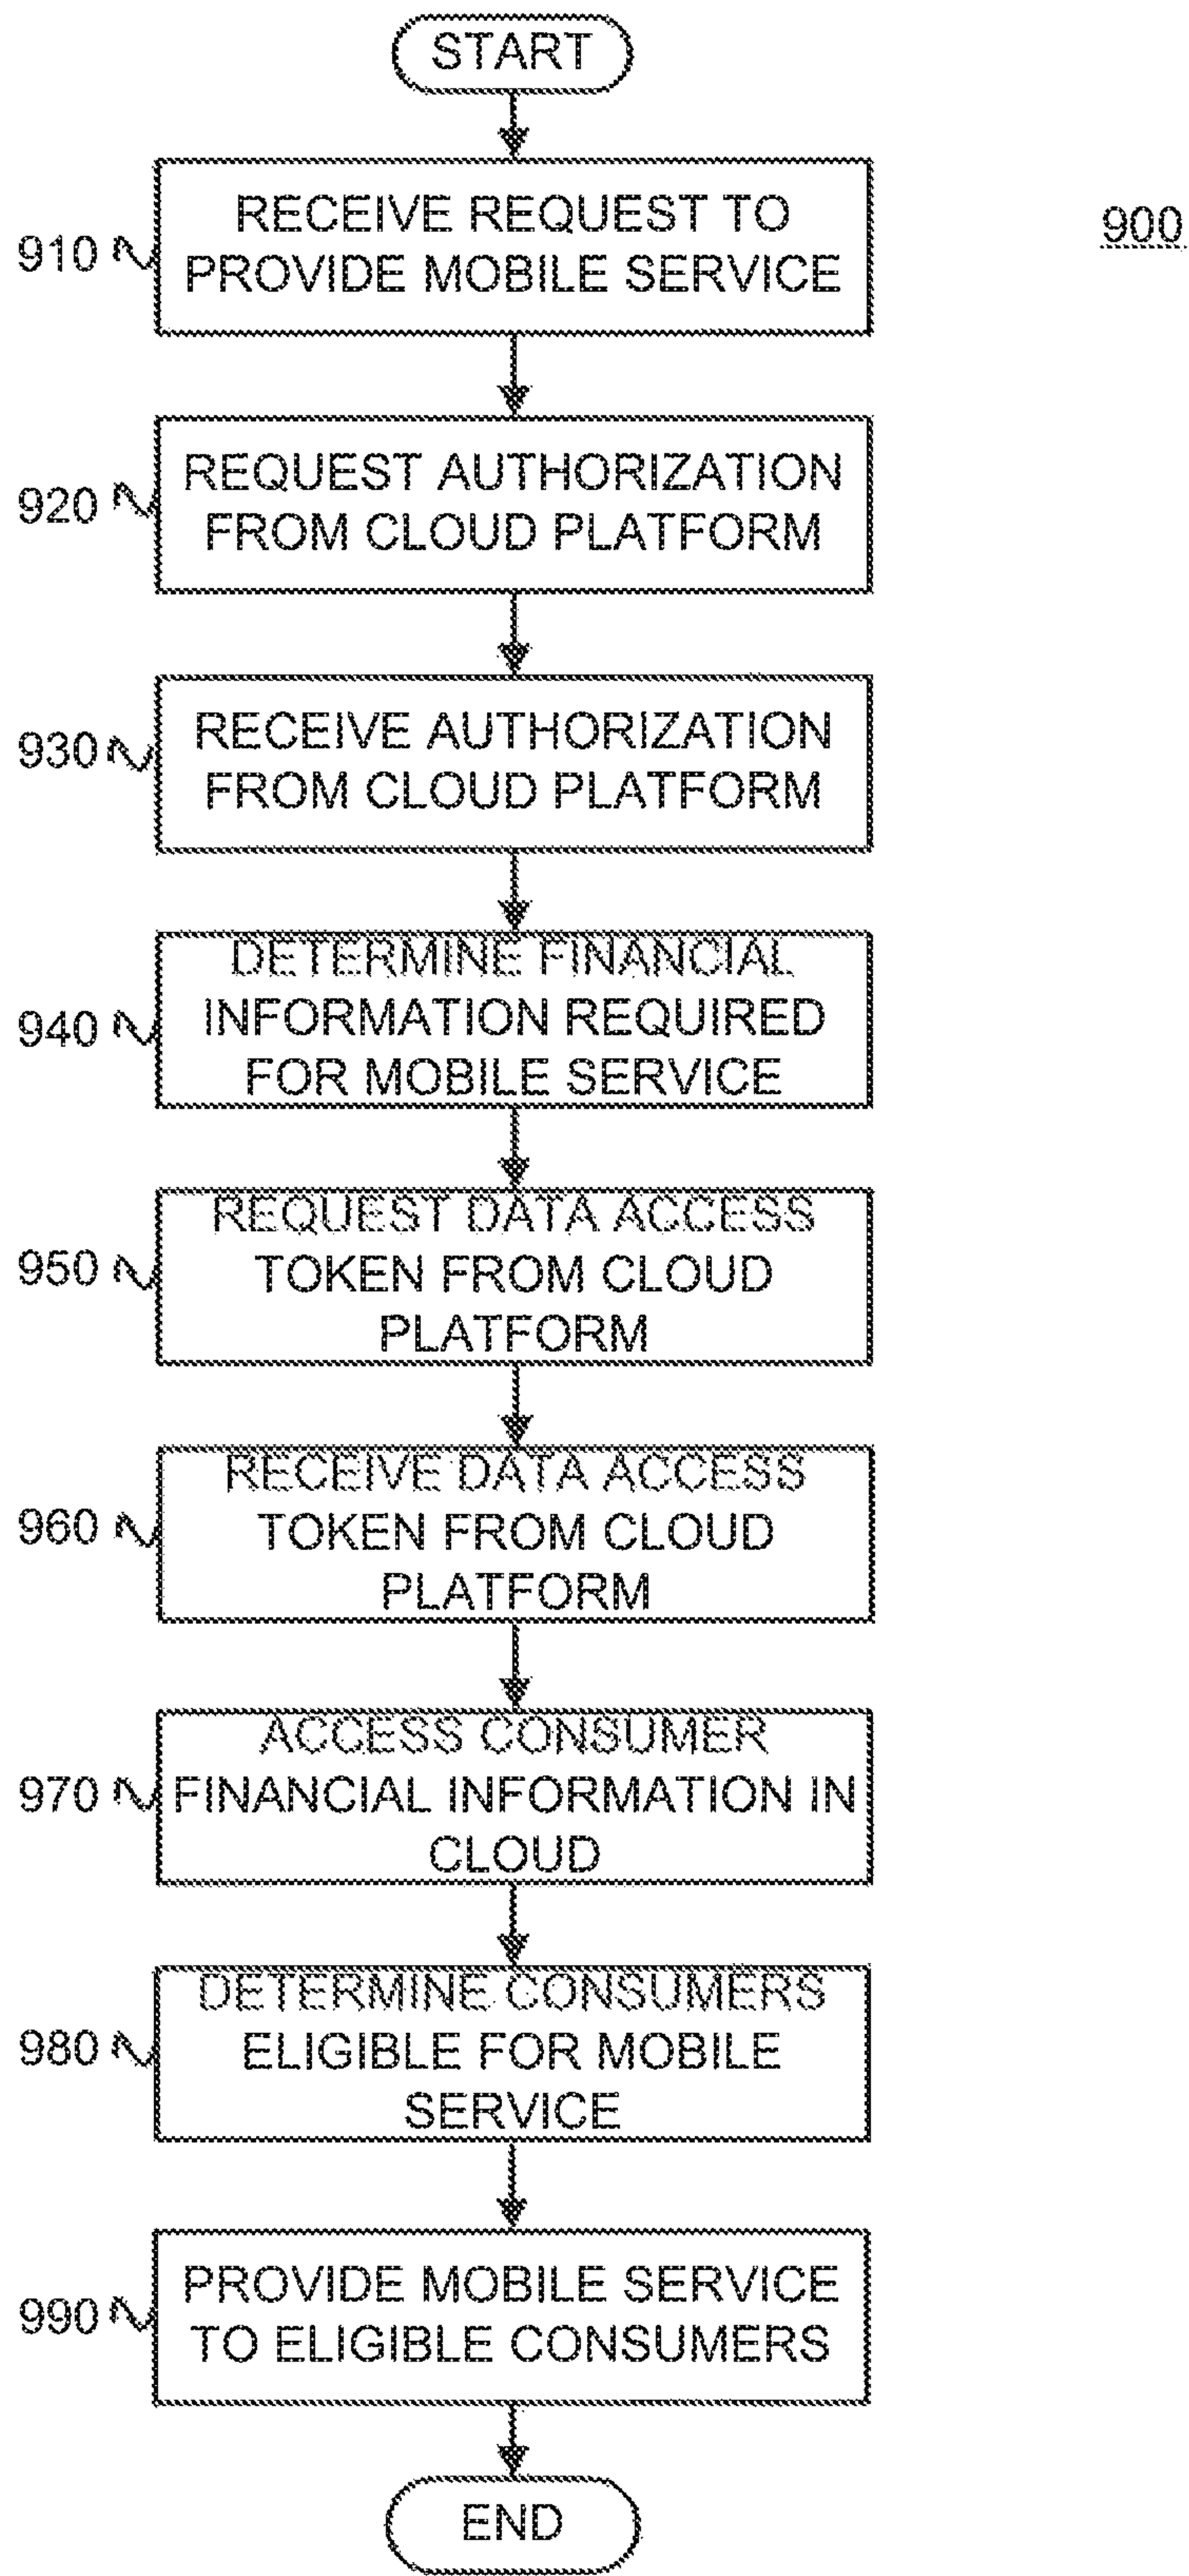 START
900
910
RECEIVE REQUEST TO
PROVIDE MOBILE SERVICE
920
REQUEST AUTHORIZATION
FROM CLOUD PLATFORM
930
RECEIVE AUTHORIZATION
FROM CLOUD PLATFORM
940
DETERMINE FINANCIAL
INFORMATION REQUIRED
FOR MOBILE SERVICE
950
REQUEST DATA ACCESS
TOKEN FROM CLOUD
PLATFORM
960
RECEIVE DATA ACCESS
TOKEN FROM CLOUD
PLATFORM
970
ACCESS CONSUMER
FINANCIAL INFORMATION IN
CLOUD
980
DETERMINE CONSUMERS
ELIGIBLE FOR MOBILE
SERVICE
990
PROVIDE MOBILE SERVICE
TO ELIGIBLE CONSUMERS
END